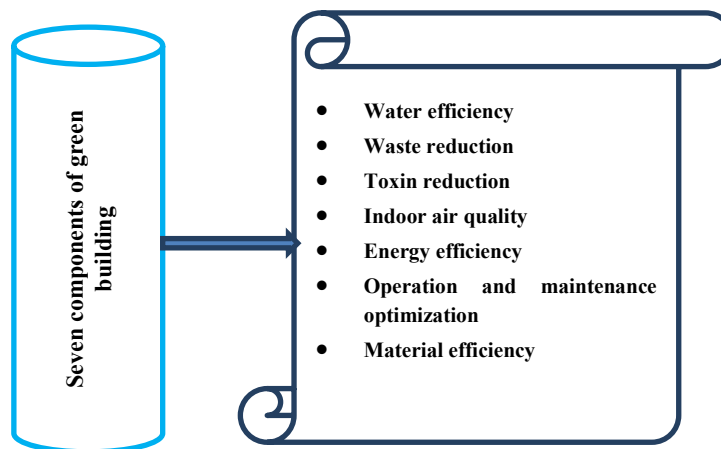 Seven components of green
building
• Water efficiency
• Waste reduction
• Toxin reduction
• Indoor air quality
• Energy efficiency
• Operation and maintenance
optimization
• Material efficiency